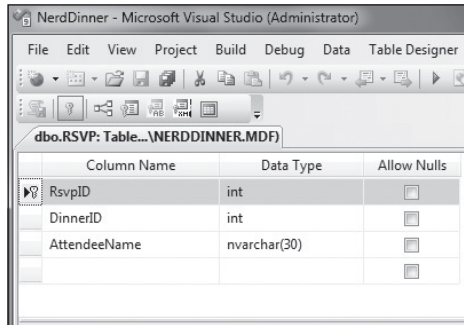 NerdDinner - Microsoft Visual Studio (Administrator)
File Edit View Project Build Debug Data Table Designer
dbo.RSVP: Table...\NERDDINNER.MDF)
Column Name Data Type Allow Nulls
RsvpID int
DinnerID int
AttendeeName nvarchar(30)